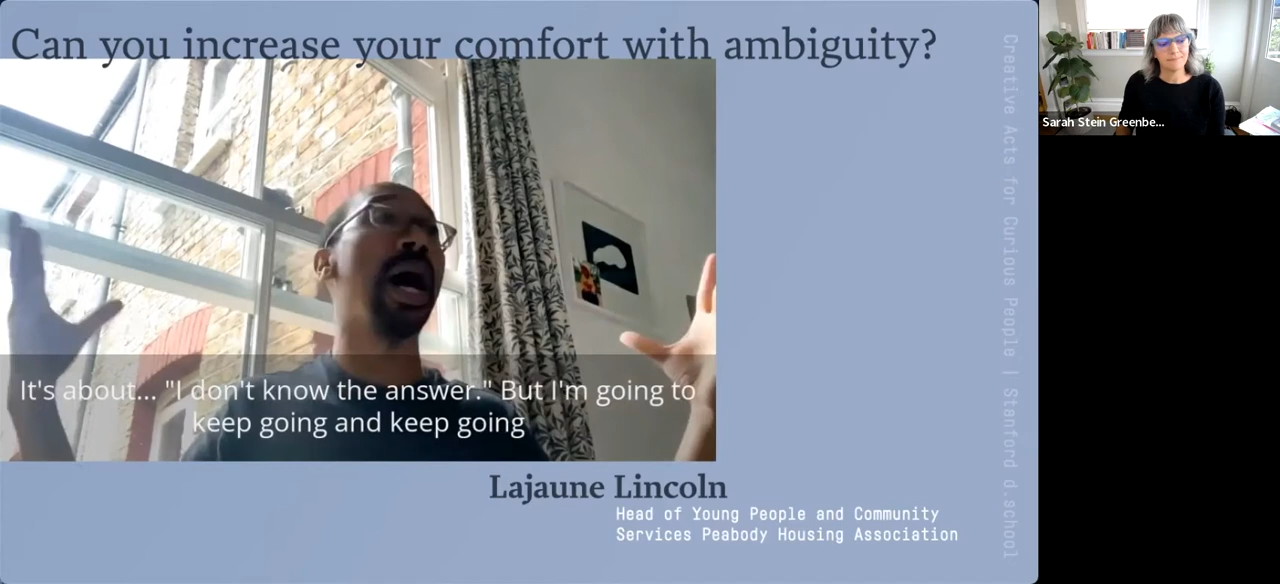 Can you increase your comfort with ambiguity?
Sarah Stein Greenbe...
It's about... "I don't know the answer." But I'm going to
keep going and keep going
Lajaune Lincoln
Head of Young People and Community
Services Peabody Housing Association
Creative Acts for Curious People | Stanford d.school